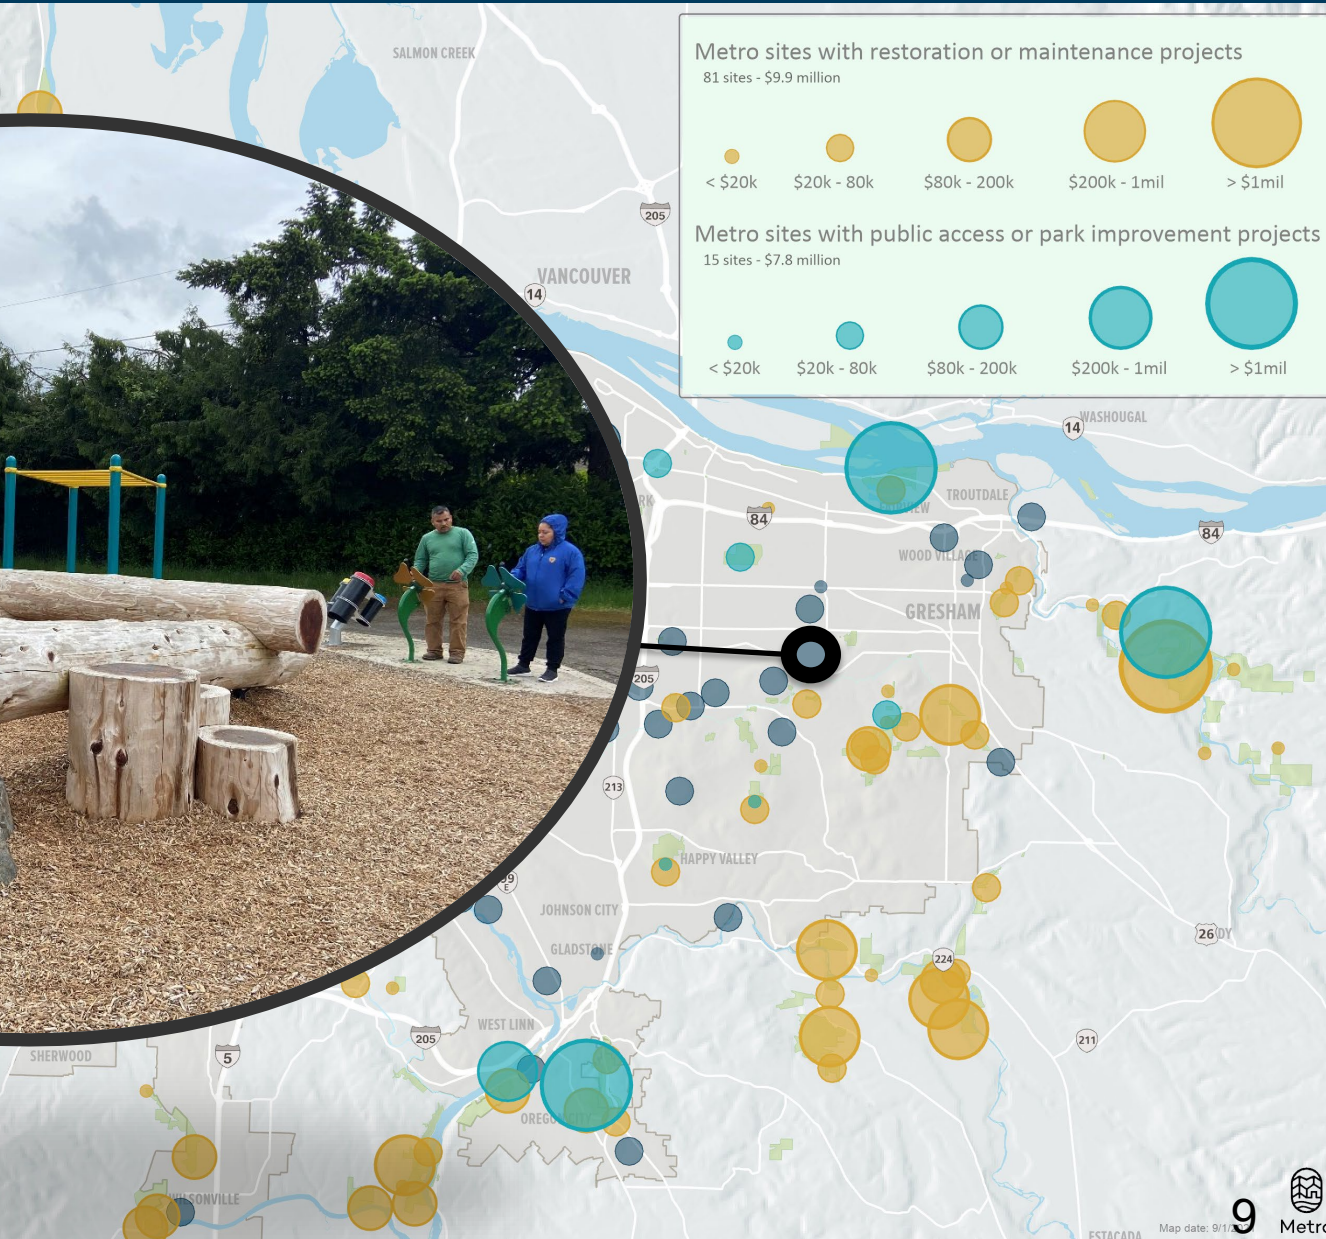 SALMON CREEK
Metro sites with restoration or maintenance projects
81 sites - $9.9 million
< $20k
$20k - 80k
$80k - 200k
$200k - 1mil
> $1mil
Metro sites with public access or park improvement projects
15 sites - $7.8 million
< $20k
$20k - 80k
$80k - 200k
$200k - 1mil
> $1mil
205
VANCOUVER
14
WASHOUGAL
14
TROUTDALE
84
84
WOOD VILLAGE
GRESHAM
205
213
HAPPY VALLEY
E
JOHNSON CITY
GLADSTONE
26
224
WEST LINN
205
211
SHERWOOD
5
OREGON CITY
WILSONVILLE
9
Metro
Map date: 9/1/
ESTACADA